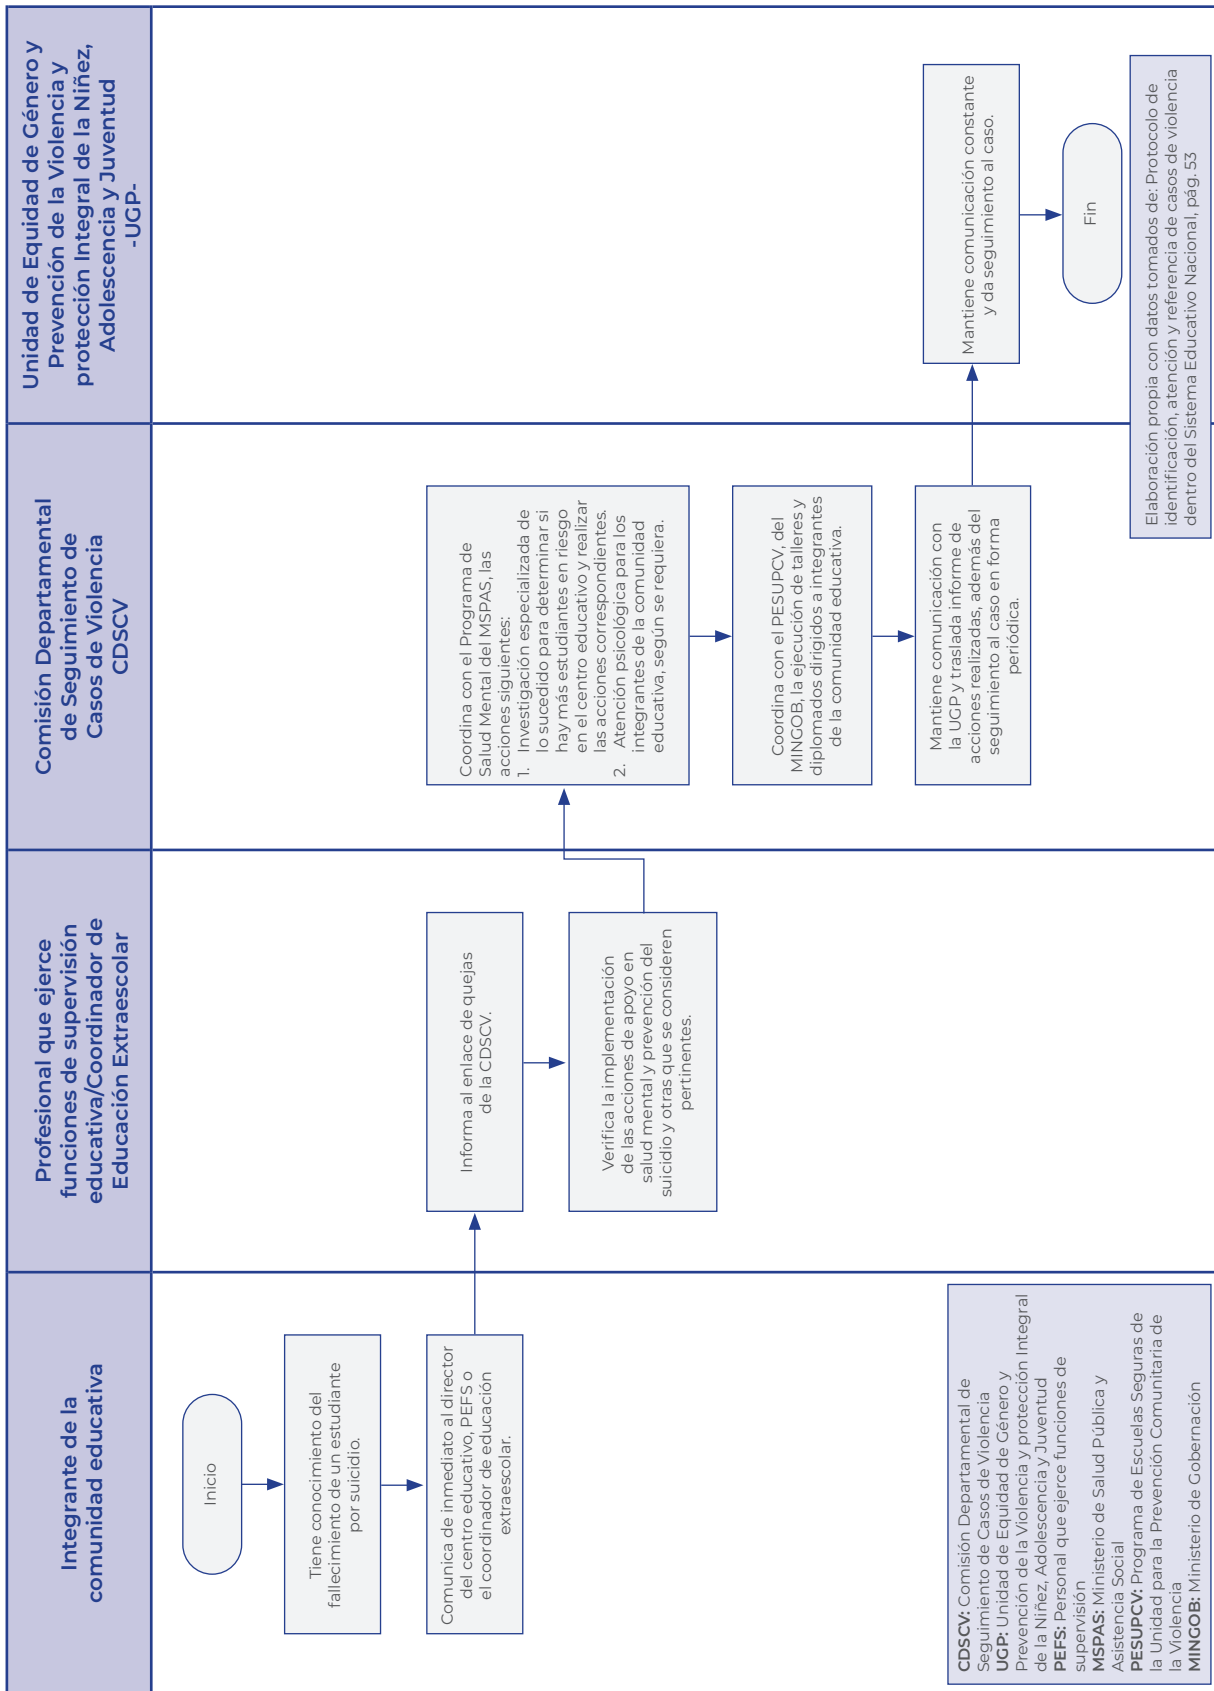 Integrante de la
comunidad educativa
Profesional que ejerce
funciones de supervisión
educativa/Coordinador de
Educación Extraescolar
Comisión Departamental
de Seguimiento de
Casos de Violencia
CDSCV
Unidad de Equidad de Género y
Prevención de la Violencia y
protección Integral de la Niñez,
Adolescencia y Juventud
-UGP-
Inicio
Tiene conocimiento del
fallecimiento de un estudiante
por suicidio.
Comunica de inmediato al director
del centro educativo, PEFS o
el coordinador de educación
extraescolar.
Informa al enlace de quejas
de la CDSCV.
Verifica la implementación
de las acciones de apoyo en
salud mental y prevención del
suicidio y otras que se consideren
pertinentes.
Coordina con el Programa de
Salud Mental del MSPAS, las
acciones siguientes:
1. Investigación especializada de
lo sucedido para determinar si
hay más estudiantes en riesgo
en el centro educativo y realizar
las acciones correspondientes.
2. Atención psicológica para los
integrantes de la comunidad
educativa, según se requiera.
Coordina con el PESUPCV, del
MINGOB, la ejecución de talleres y
diplomados dirigidos a integrantes
de la comunidad educativa.
Mantiene comunicación con
la UGP y traslada informe de
acciones realizadas, además del
seguimiento al caso en forma
periódica.
Mantiene comunicación constante
y da seguimiento al caso.
Fin
CDSCV: Comisión Departamental de
Seguimiento de Casos de Violencia
UGP: Unidad de Equidad de Género y
Prevención de la Violencia y protección Integral
de la Niñez, Adolescencia y Juventud
PEFS: Personal que ejerce funciones de
supervisión
MSPAS: Ministerio de Salud Pública y
Asistencia Social
PESUPCV: Programa de Escuelas Seguras de
la Unidad para la Prevención Comunitaria de
la Violencia
MINGOB: Ministerio de Gobernación
Elaboración propia con datos tomados de: Protocolo de
identificación, atención y referencia de casos de violencia
dentro del Sistema Educativo Nacional, pág. 53